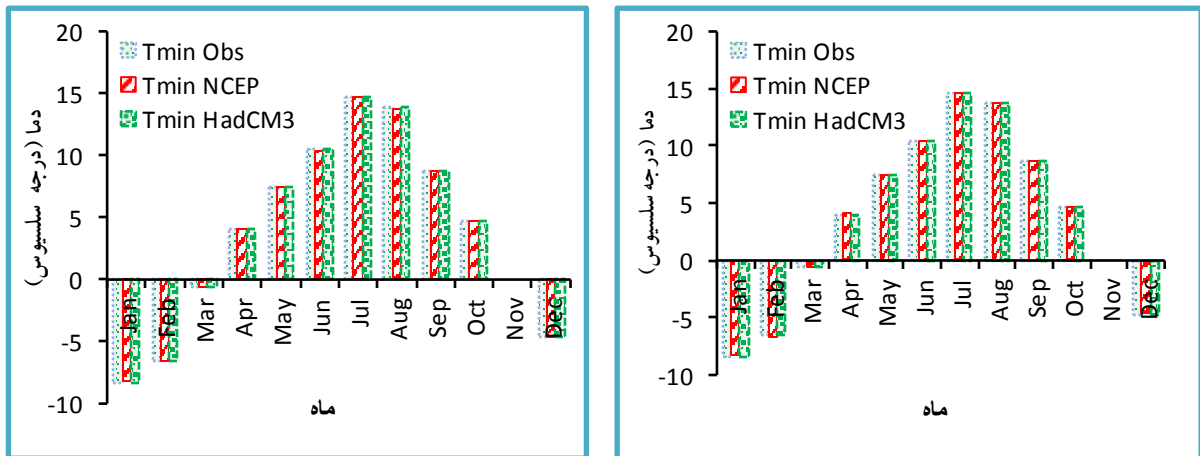 20
15
10
5
0
-5
-10
دما (درجه سلسیوس)
Tmin Obs
Tmin NCEP
Tmin HadCM3
Jan
Feb
Mar
Apr
May
Jun
Jul
Aug
Sep
Oct
Nov
Dec
ماه
20
15
10
5
0
-5
-10
دما (درجه سلسیوس)
Tmin Obs
Tmin NCEP
Tmin HadCM3
Jan
Feb
Mar
Apr
May
Jun
Jul
Aug
Sep
Oct
Nov
Dec
ماه